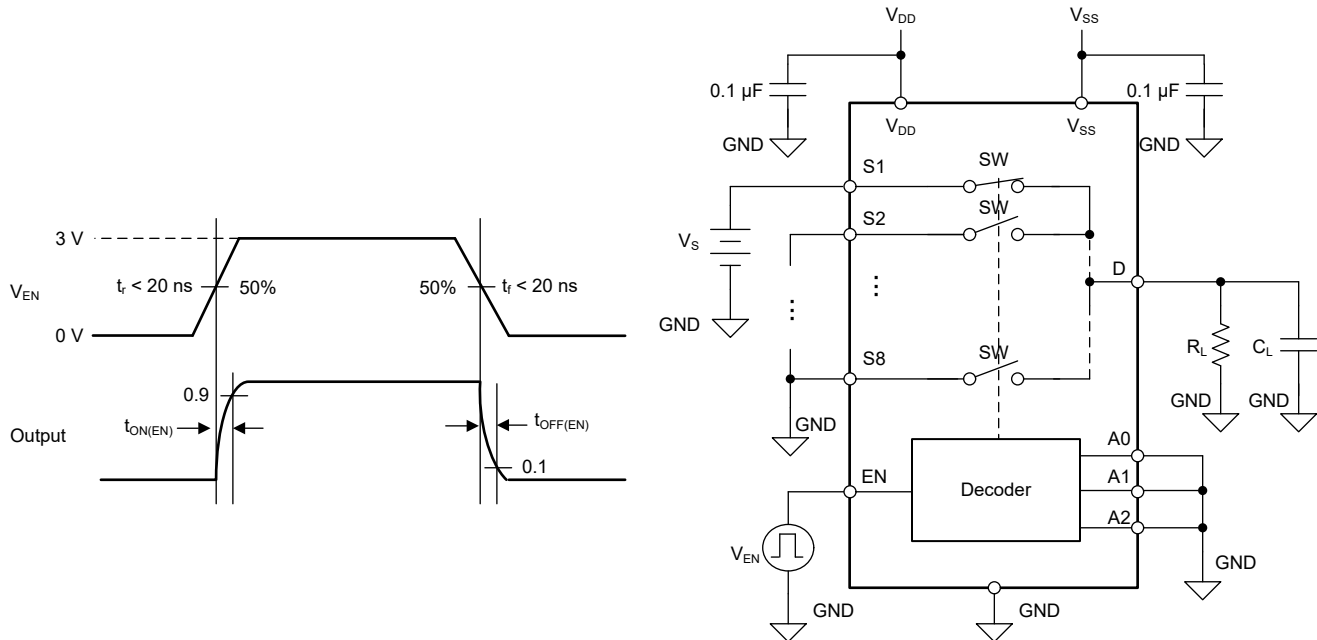 3 V
V_EN
t_r < 20 ns
50%
50%
t_f < 20 ns
0 V
0.9
t_ON(EN)
t_OFF(EN)
Output
0.1
V_DD
V_SS
0.1 µF
0.1 µF
V_DD
V_SS
GND
GND
S1
SW
S2
SW
V_S
...
...
D
GND
S8
SW
R_L
C_L
GND
GND
GND
A0
EN
Decoder
A1
A2
V_EN
GND
GND
GND